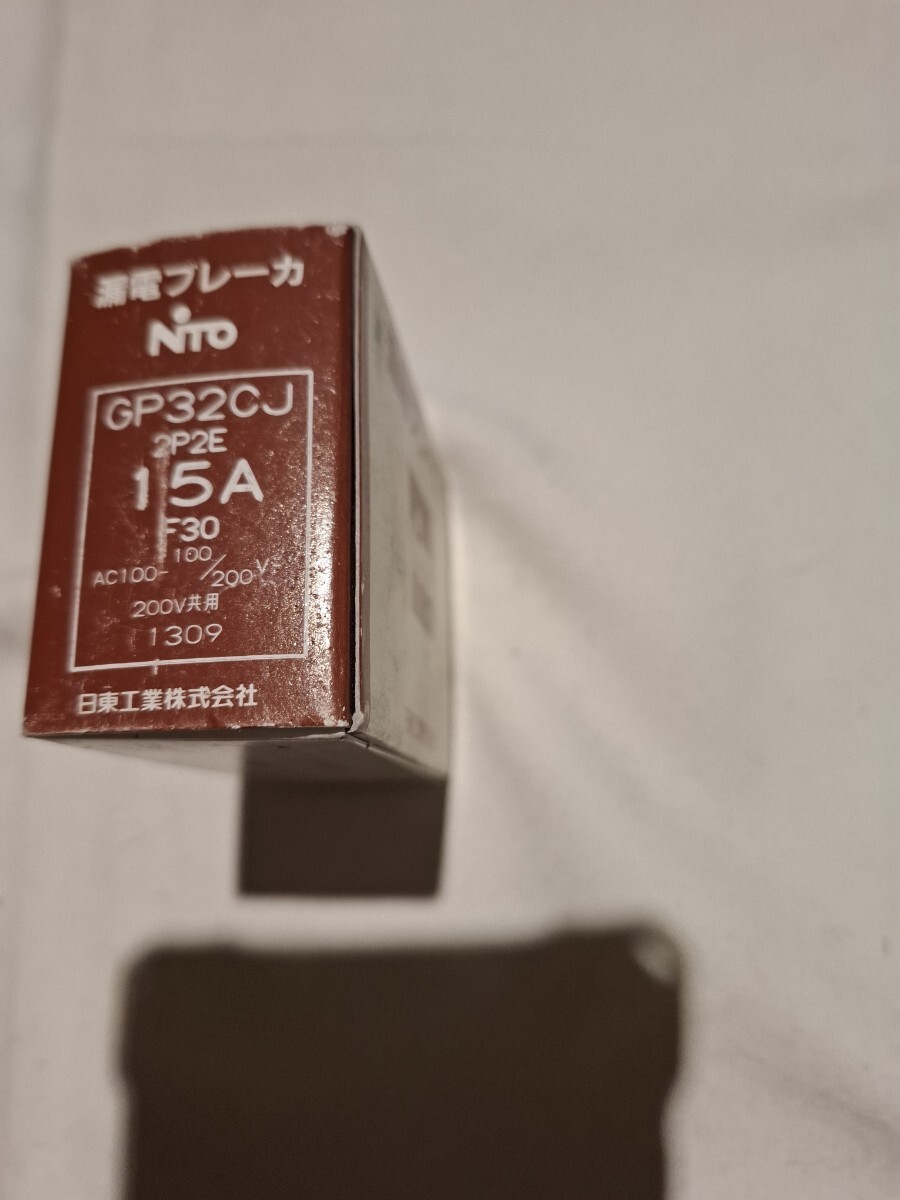 漏電ブレーカ
NiTO
GP32CJ
2P2E
15A
F30
AC100-100/200V
200V共用
1309
日東工業株式会社